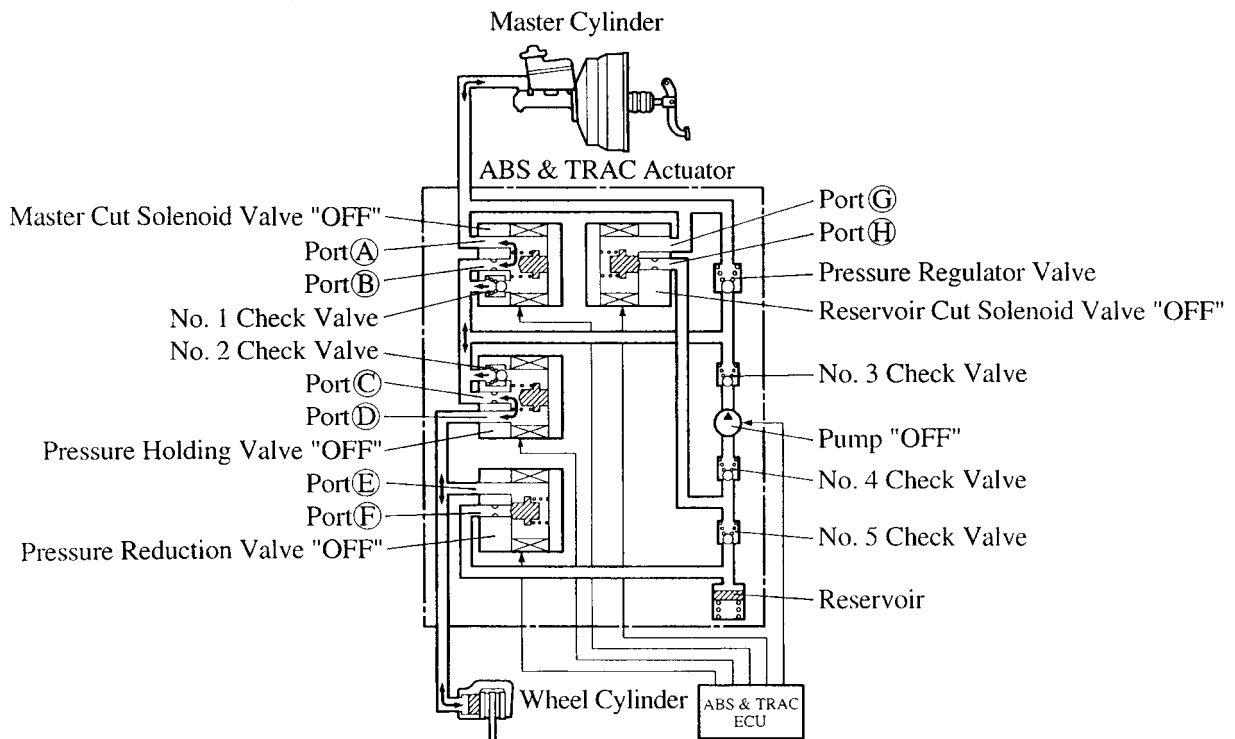 Master Cylinder
ABS & TRAC Actuator
Master Cut Solenoid Valve "OFF"
Port Ⓐ
Port Ⓑ
No. 1 Check Valve
No. 2 Check Valve
Port Ⓒ
Port Ⓓ
Pressure Holding Valve "OFF"
Port Ⓔ
Port Ⓕ
Pressure Reduction Valve "OFF"
Port Ⓖ
Port Ⓗ
Pressure Regulator Valve
Reservoir Cut Solenoid Valve "OFF"
No. 3 Check Valve
Pump "OFF"
No. 4 Check Valve
No. 5 Check Valve
Reservoir
Wheel Cylinder
ABS & TRAC
ECU